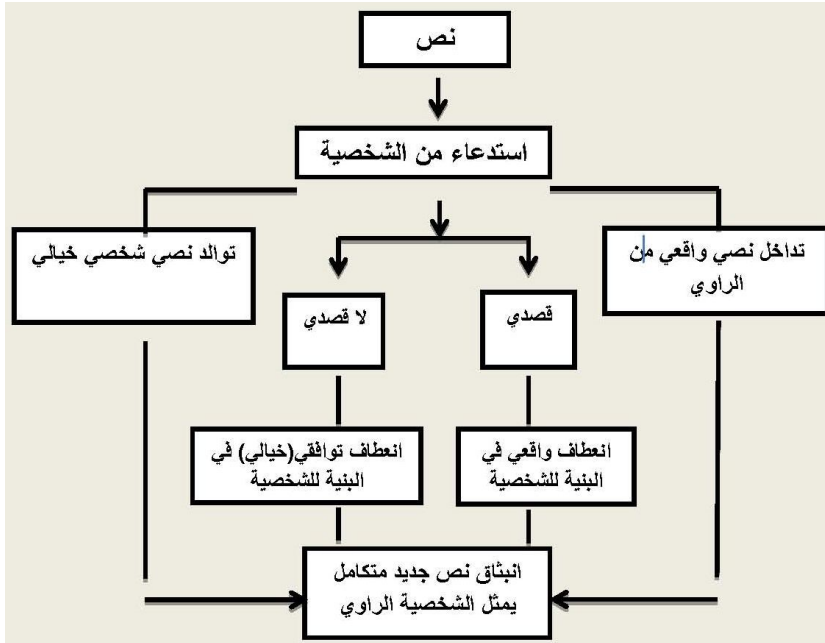 نص
استدعاء من الشخصية
تداخل نصي واقعي من
الراوي
توالد نصي شخصي خيالي
قصدي
لا قصدي
انعطاف واقعي في
البنية للشخصية
انعطاف توافقي(خيالي) في
البنية للشخصية
انبثاق نص جديد متكامل
يمثل الشخصية الراوي